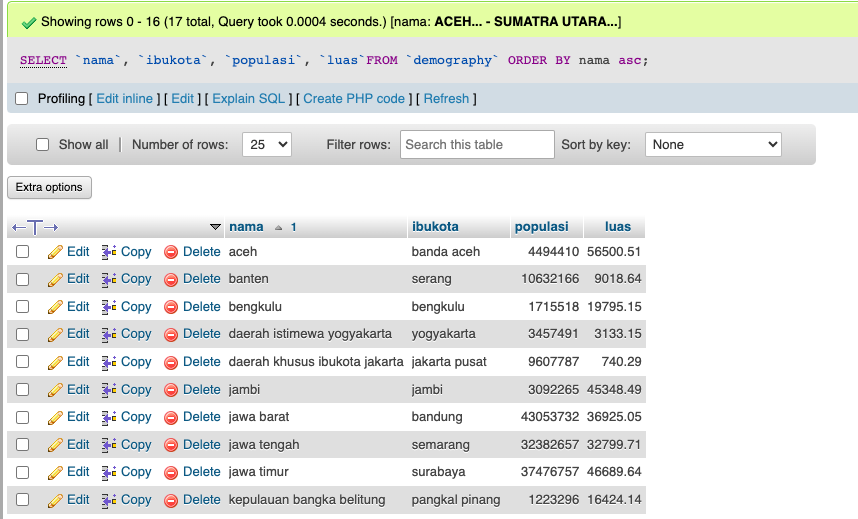 Showing rows 0 - 16 (17 total, Query took 0.0004 seconds.) [nama: ACEH... - SUMATRA UTARA...]
SELECT `nama`, `ibukota`, `populasi`, `luas`FROM `demography` ORDER BY nama asc;
Profiling [ Edit inline ] [ Edit ] [ Explain SQL ] [ Create PHP code ] [ Refresh ]
Show all | Number of rows: 25 Filter rows: Search this table Sort by key: None
Extra options
←T→ nama 1 ibukota populasi luas
Edit Copy Delete aceh banda aceh 4494410 56500.51
Edit Copy Delete banten serang 10632166 9018.64
Edit Copy Delete bengkulu bengkulu 1715518 19795.15
Edit Copy Delete daerah istimewa yogyakarta yogyakarta 3457491 3133.15
Edit Copy Delete daerah khusus ibukota jakarta jakarta pusat 9607787 740.29
Edit Copy Delete jambi jambi 3092265 45348.49
Edit Copy Delete jawa barat bandung 43053732 36925.05
Edit Copy Delete jawa tengah semarang 32382657 32799.71
Edit Copy Delete jawa timur surabaya 37476757 46689.64
Edit Copy Delete kepulauan bangka belitung pangkal pinang 1223296 16424.14